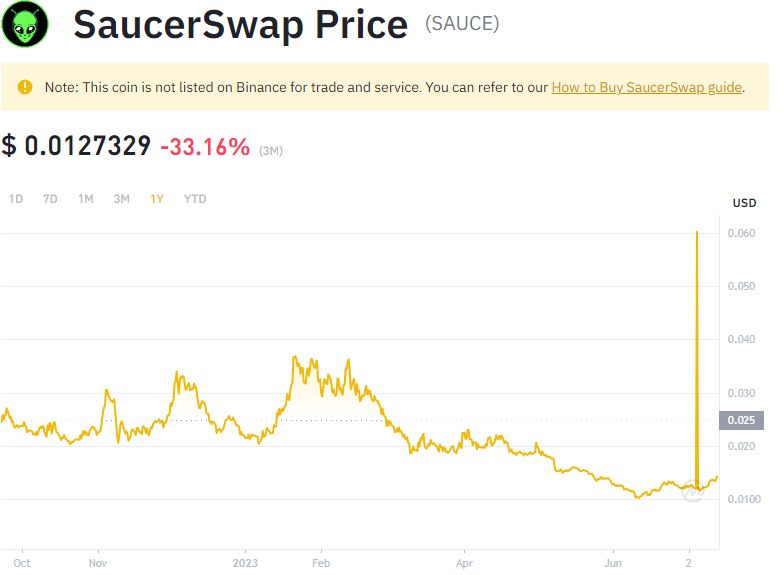 SaucerSwap Price (SAUCE)
Note: This coin is not listed on Binance for trade and service. You can refer to our How to Buy SaucerSwap guide.
$ 0.0127329 -33.16% (3M)
1D 7D 1M 3M 1Y YTD
USD
0.060
0.050
0.040
0.030
0.025
0.020
0.0100
Oct Nov 2023 Feb Apr Jun 2